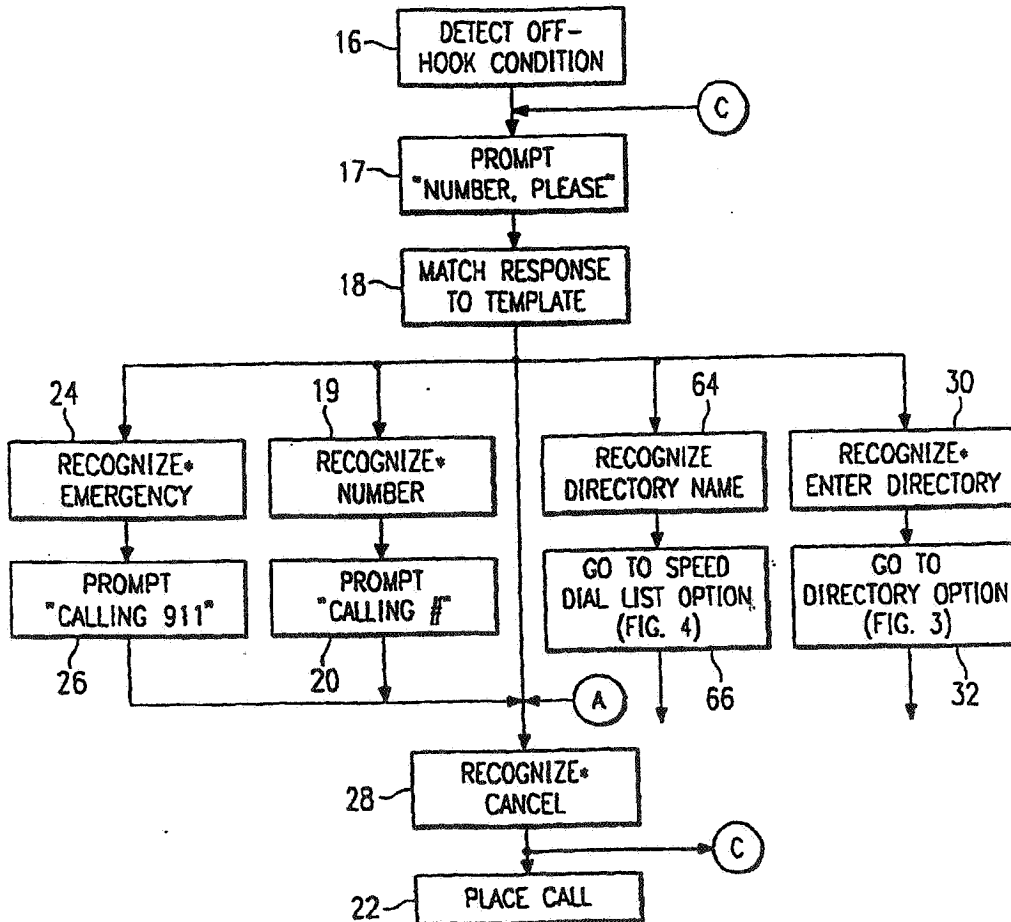 16
DETECT OFF-
HOOK CONDITION
C
17
PROMPT
"NUMBER, PLEASE"
18
MATCH RESPONSE
TO TEMPLATE
24
19
64
30
RECOGNIZE*
EMERGENCY
RECOGNIZE*
NUMBER
RECOGNIZE
DIRECTORY NAME
RECOGNIZE*
ENTER DIRECTORY
PROMPT
"CALLING 911"
PROMPT
"CALLING #"
GO TO SPEED
DIAL LIST OPTION
(FIG. 4)
GO TO
DIRECTORY OPTION
(FIG. 3)
26
20
A
66
32
28
RECOGNIZE*
CANCEL
C
22
PLACE CALL